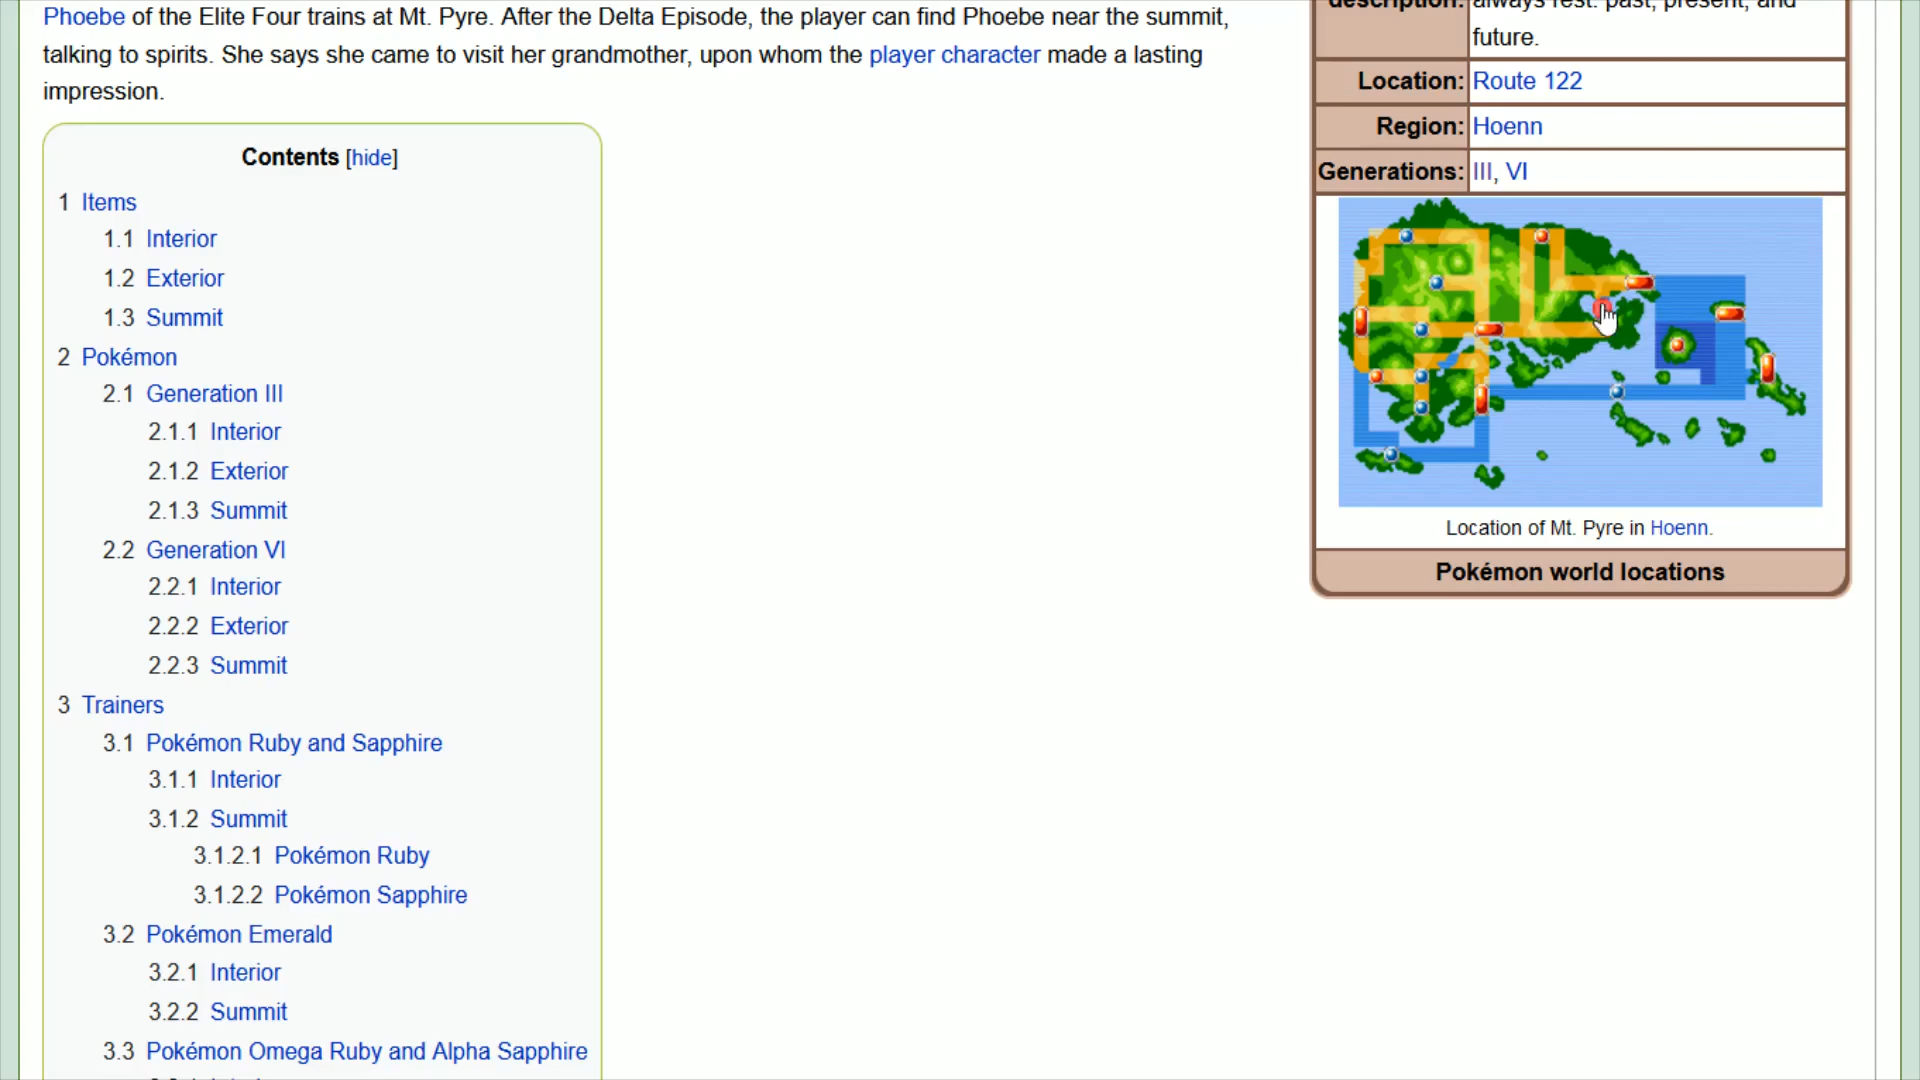 Phoebe of the Elite Four trains at Mt. Pyre. After the Delta Episode, the player can find Phoebe near the summit,
talking to spirits. She says she came to visit her grandmother, upon whom the player character made a lasting
impression.
Contents [hide]
1 Items
1.1 Interior
1.2 Exterior
1.3 Summit
2 Pokémon
2.1 Generation III
2.1.1 Interior
2.1.2 Exterior
2.1.3 Summit
2.2 Generation VI
2.2.1 Interior
2.2.2 Exterior
2.2.3 Summit
3 Trainers
3.1 Pokémon Ruby and Sapphire
3.1.1 Interior
3.1.2 Summit
3.1.2.1 Pokémon Ruby
3.1.2.2 Pokémon Sapphire
3.2 Pokémon Emerald
3.2.1 Interior
3.2.2 Summit
3.3 Pokémon Omega Ruby and Alpha Sapphire
description: always rest: past, present, and
future.
Location: Route 122
Region: Hoenn
Generations: III, VI
Location of Mt. Pyre in Hoenn.
Pokémon world locations